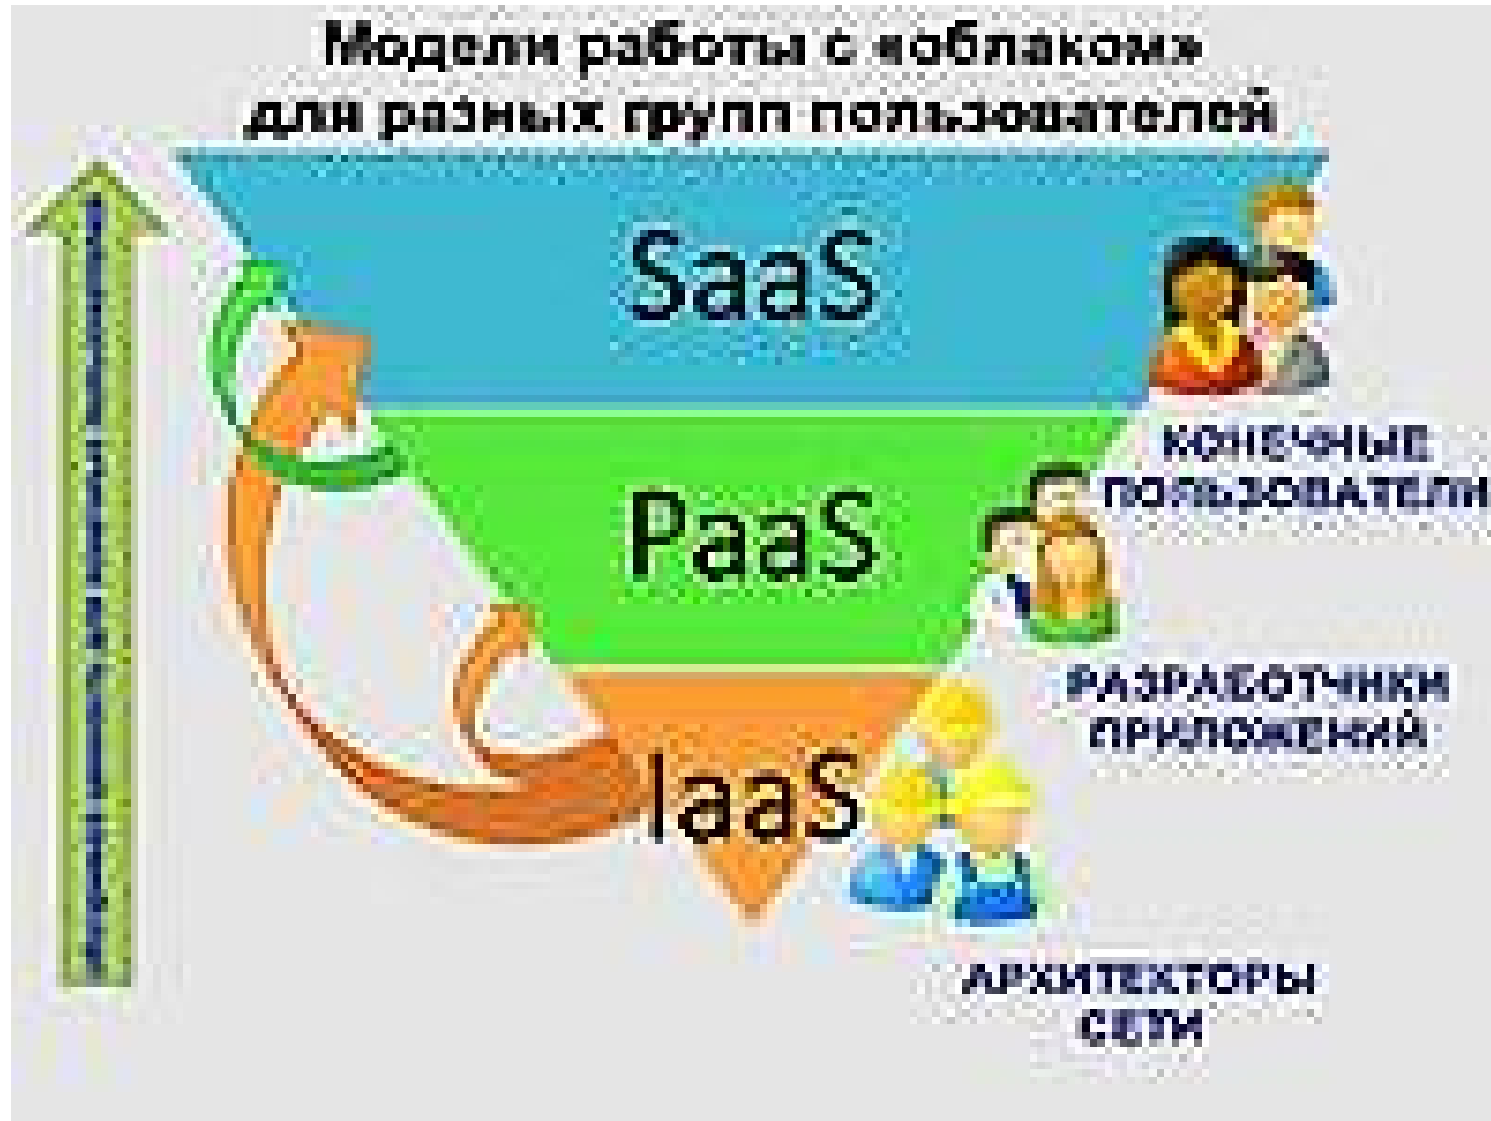 Модели работы с «облаком»
для разных групп пользователей
SaaS
КОНЕЧНЫЕ
ПОЛЬЗОВАТЕЛИ
PaaS
РАЗРАБОТЧИКИ
ПРИЛОЖЕНИЙ
IaaS
АРХИТЕКТОРЫ
СЕТИ